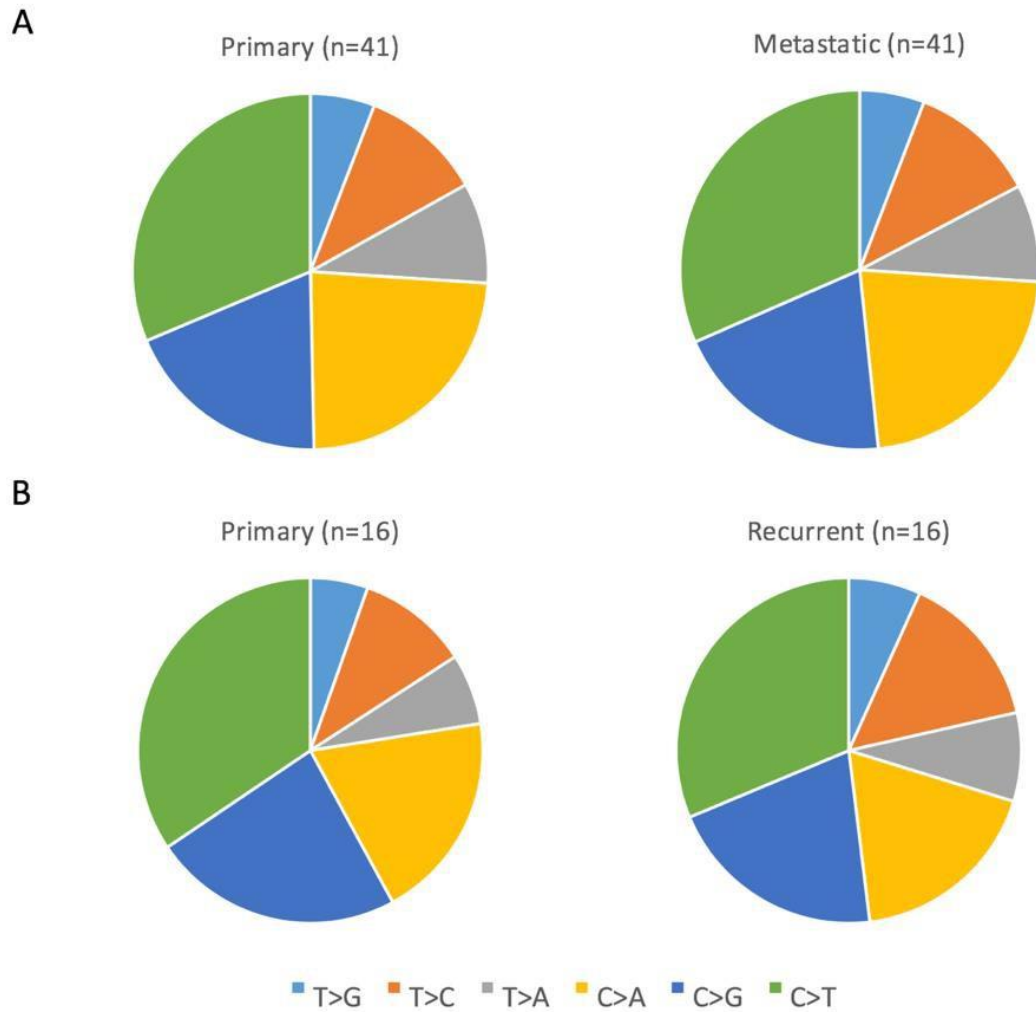 A
Primary (n=41)
Metastatic (n=41)
B
Primary (n=16)
Recurrent (n=16)
T>G T>C T>A C>A C>G C>T